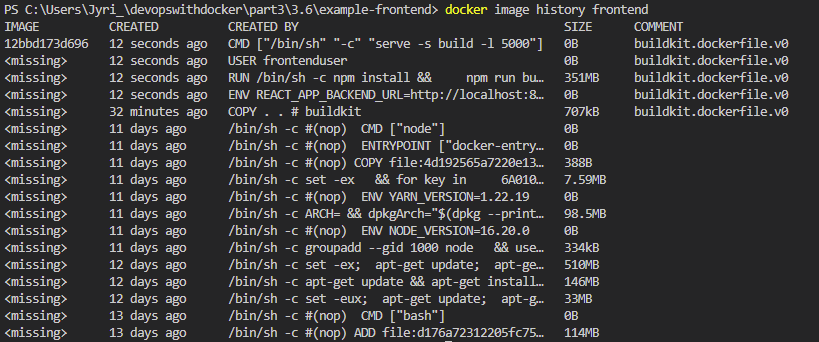 PS C:\Users\Jyri_\devopswithdocker\part3\3.6\example-frontend> docker image history frontend
IMAGE CREATED CREATED BY SIZE COMMENT
12bbd173d696 12 seconds ago CMD ["/bin/sh" "-c" "serve -s build -l 5000"] 0B buildkit.dockerfile.v0
<missing> 12 seconds ago USER frontenduser 0B buildkit.dockerfile.v0
<missing> 12 seconds ago RUN /bin/sh -c npm install && npm run bu… 351MB buildkit.dockerfile.v0
<missing> 12 seconds ago ENV REACT_APP_BACKEND_URL=http://localhost:8… 0B buildkit.dockerfile.v0
<missing> 32 minutes ago COPY . . # buildkit 707kB buildkit.dockerfile.v0
<missing> 11 days ago /bin/sh -c #(nop) CMD ["node"] 0B
<missing> 11 days ago /bin/sh -c #(nop) ENTRYPOINT ["docker-entry… 0B
<missing> 11 days ago /bin/sh -c #(nop) COPY file:4d192565a7220e13… 388B
<missing> 11 days ago /bin/sh -c set -ex && for key in 6A010… 7.59MB
<missing> 11 days ago /bin/sh -c #(nop) ENV YARN_VERSION=1.22.19 0B
<missing> 11 days ago /bin/sh -c ARCH= && dpkgArch="$(dpkg --print… 98.5MB
<missing> 11 days ago /bin/sh -c #(nop) ENV NODE_VERSION=16.20.0 0B
<missing> 11 days ago /bin/sh -c groupadd --gid 1000 node && use… 334kB
<missing> 12 days ago /bin/sh -c set -ex; apt-get update; apt-ge… 510MB
<missing> 12 days ago /bin/sh -c apt-get update && apt-get install… 146MB
<missing> 12 days ago /bin/sh -c set -eux; apt-get update; apt-g… 33MB
<missing> 13 days ago /bin/sh -c #(nop) CMD ["bash"] 0B
<missing> 13 days ago /bin/sh -c #(nop) ADD file:d176a72312205fc75… 114MB